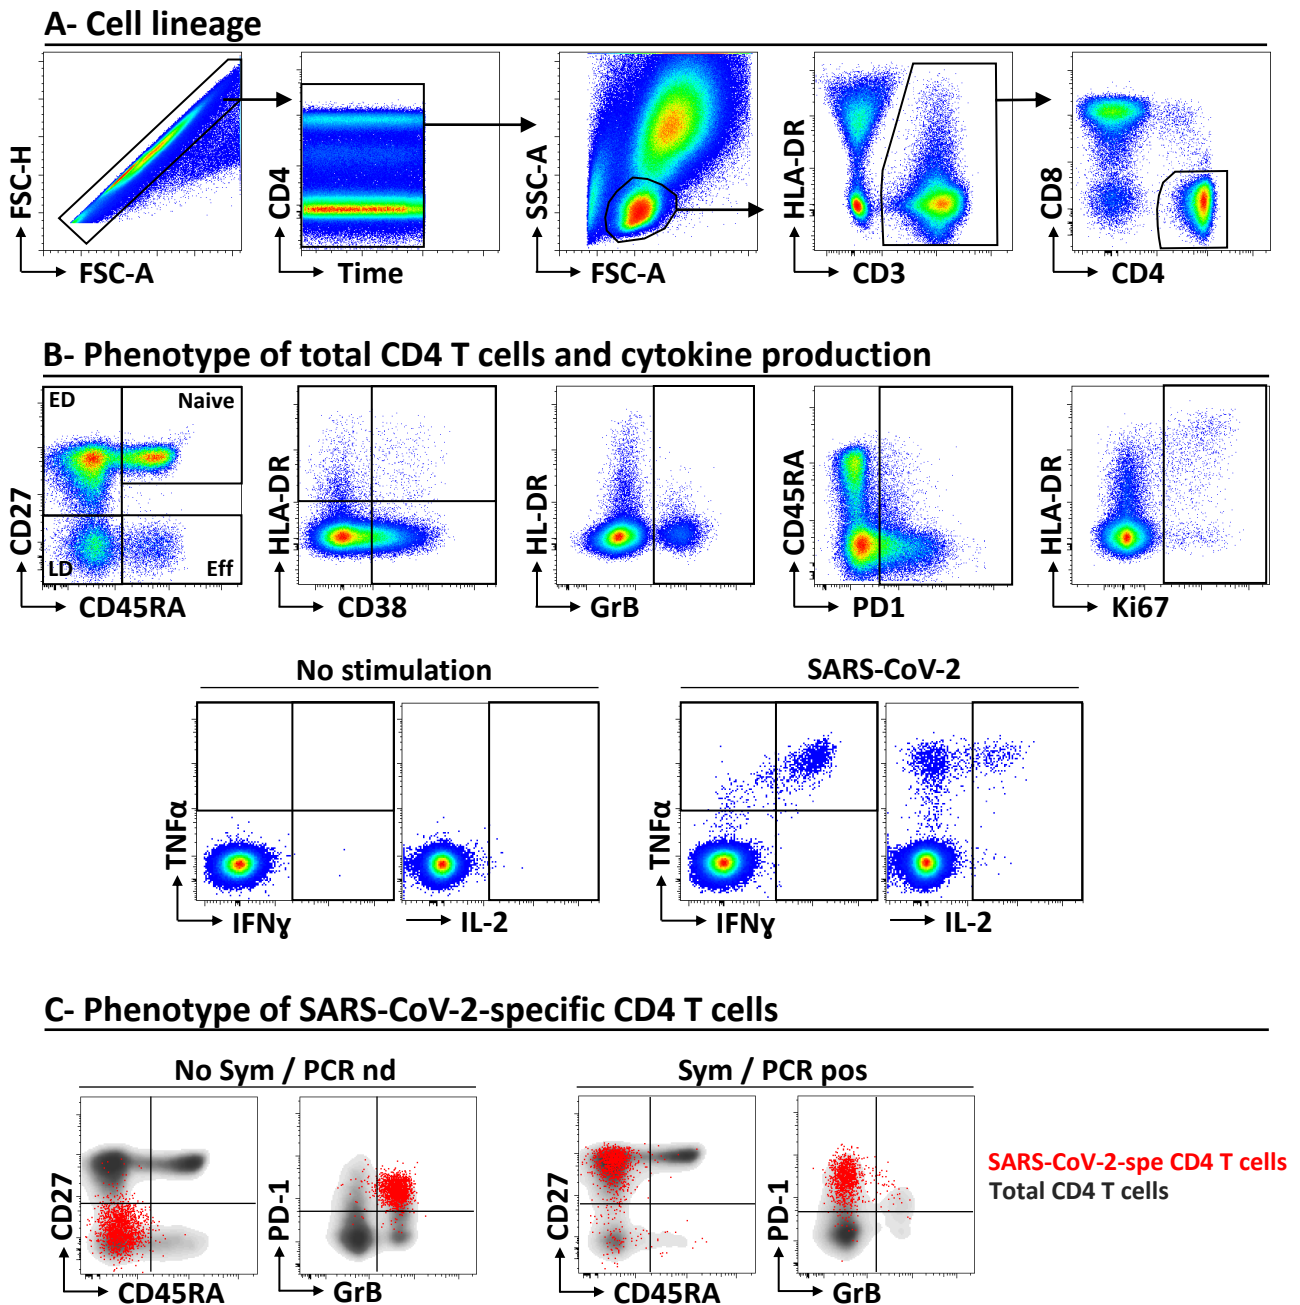 A- Cell lineage
FSC-H
FSC-A
CD4
Time
SSC-A
FSC-A
HLA-DR
CD3
CD8
CD4
B- Phenotype of total CD4 T cells and cytokine production
ED
Naive
LD
Eff
CD27
CD45RA
HLA-DR
CD38
HL-DR
GrB
CD45RA
PD1
HLA-DR
Ki67
No stimulation
SARS-CoV-2
TNFα
IFNɣ
IL-2
TNFα
IFNɣ
IL-2
C- Phenotype of SARS-CoV-2-specific CD4 T cells
No Sym / PCR nd
Sym / PCR pos
CD27
CD45RA
PD-1
GrB
CD27
CD45RA
PD-1
GrB
SARS-CoV-2-spe CD4 T cells
Total CD4 T cells